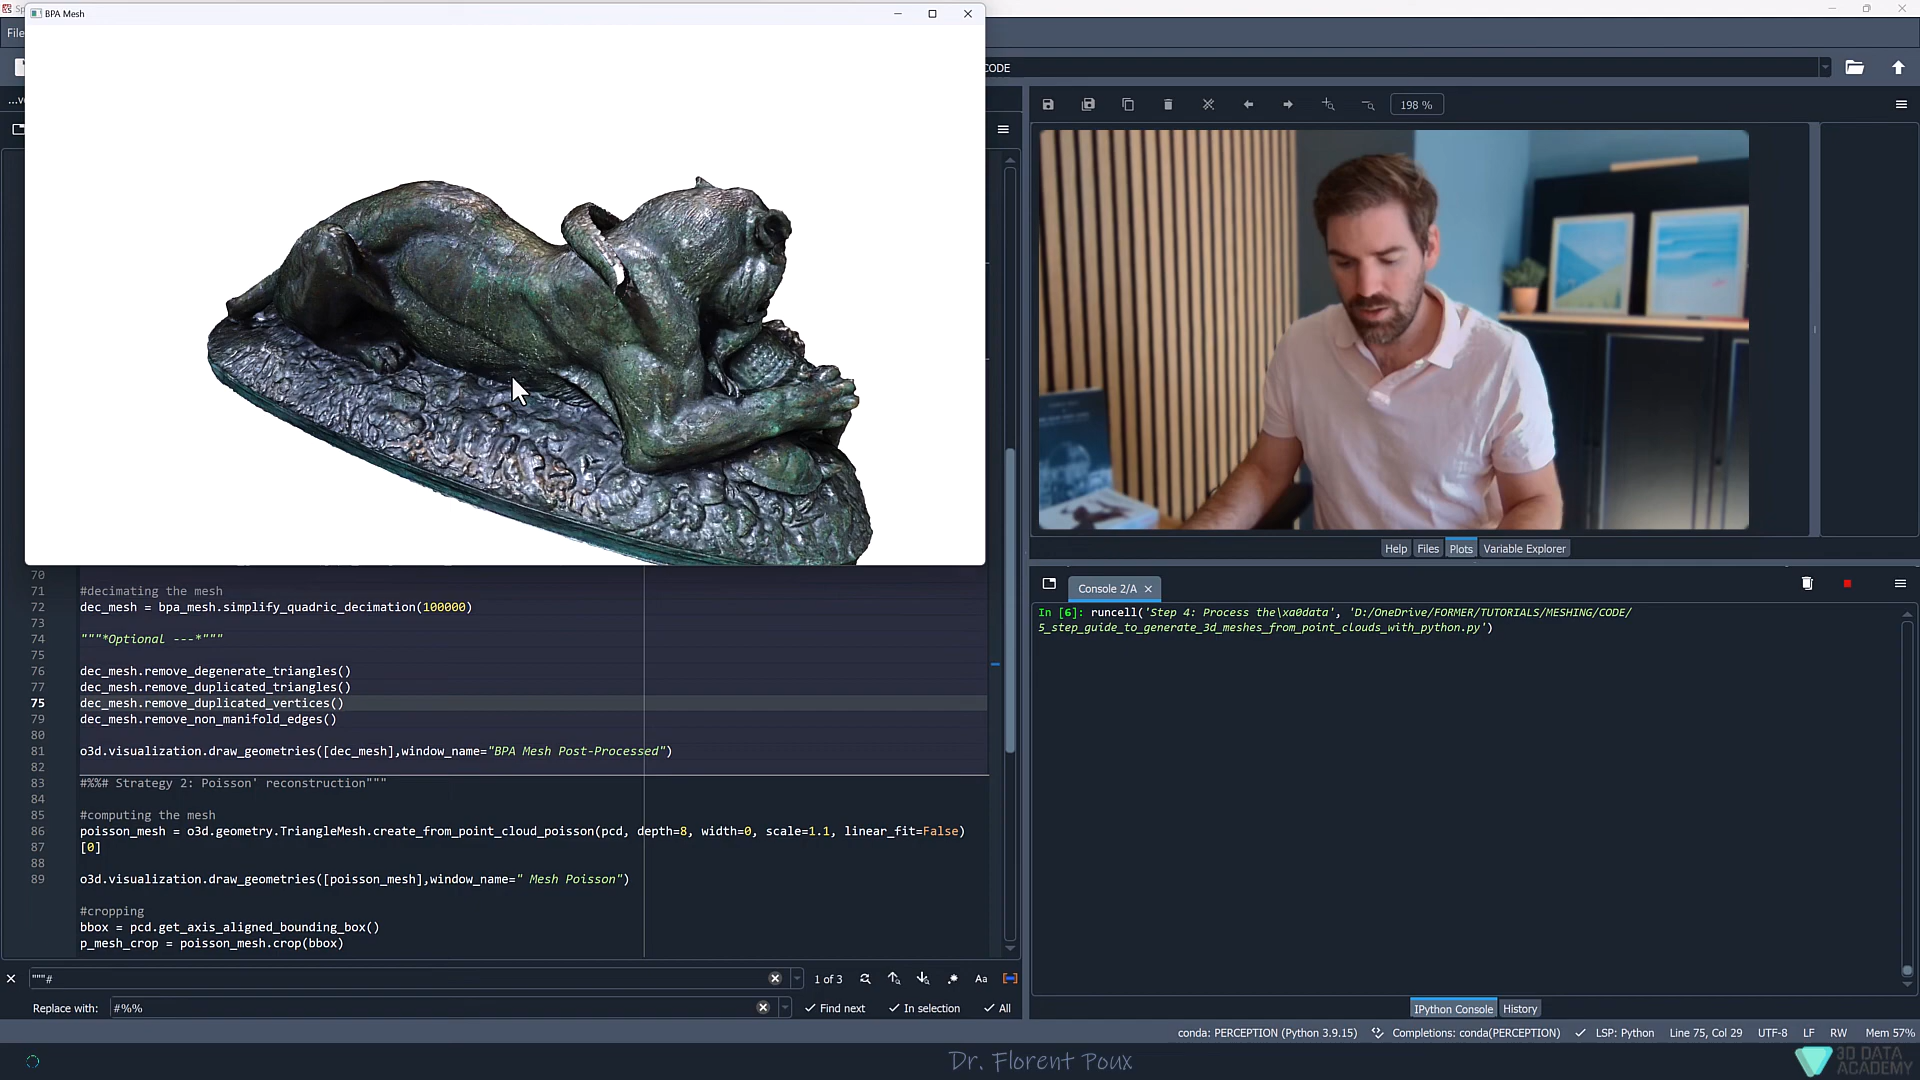 BPA Mesh
Sp
File
CODE
...v
198 %
Help Files Plots Variable Explorer
Console 2/A
In [6]: runcell('Step 4: Process the\xa0data', 'D:/OneDrive/FORMER/TUTORIALS/MESHING/CODE/
5_step_guide_to_generate_3d_meshes_from_point_clouds_with_python.py')
70
71 #decimating the mesh
72 dec_mesh = bpa_mesh.simplify_quadric_decimation(100000)
73
74 """*Optional ---*"""
75
76 dec_mesh.remove_degenerate_triangles()
77 dec_mesh.remove_duplicated_triangles()
75 dec_mesh.remove_duplicated_vertices()
79 dec_mesh.remove_non_manifold_edges()
80
81 o3d.visualization.draw_geometries([dec_mesh],window_name="BPA Mesh Post-Processed")
82
83 #%%# Strategy 2: Poisson' reconstruction"""
84
85 #computing the mesh
86 poisson_mesh = o3d.geometry.TriangleMesh.create_from_point_cloud_poisson(pcd, depth=8, width=0, scale=1.1, linear_fit=False)
87 [0]
88
89 o3d.visualization.draw_geometries([poisson_mesh],window_name=" Mesh Poisson")
#cropping
bbox = pcd.get_axis_aligned_bounding_box()
p_mesh_crop = poisson_mesh.crop(bbox)
"""# 1 of 3 Aa
Replace with: #%% Find next In selection All
IPython Console History
conda: PERCEPTION (Python 3.9.15) Completions: conda(PERCEPTION) LSP: Python Line 75, Col 29 UTF-8 LF RW Mem 57%
Dr. Florent Poux
3D DATA
ACADEMY